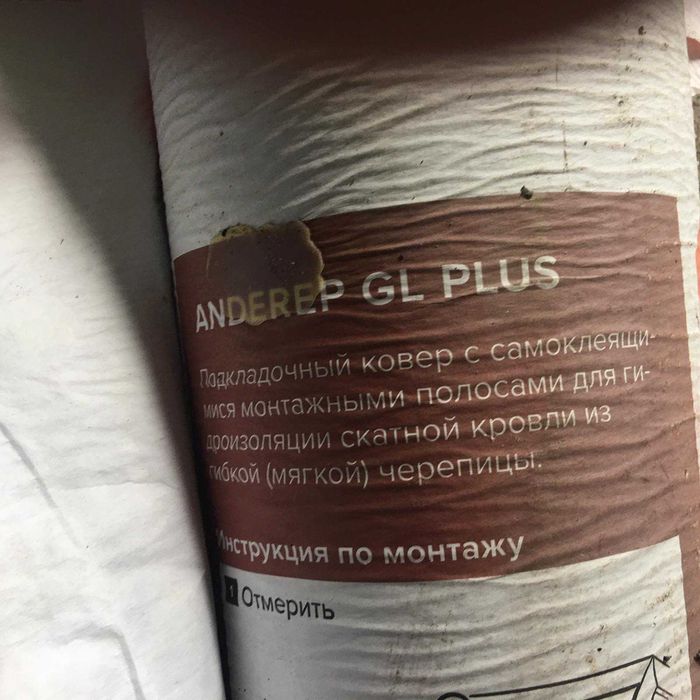 ANDEREP GL PLUS
Подкладочный ковер с самоклеящи-
мися монтажными полосами для ги-
дроизоляции скатной кровли из
гибкой (мягкой) черепицы.
Инструкция по монтажу
1 Отмерить